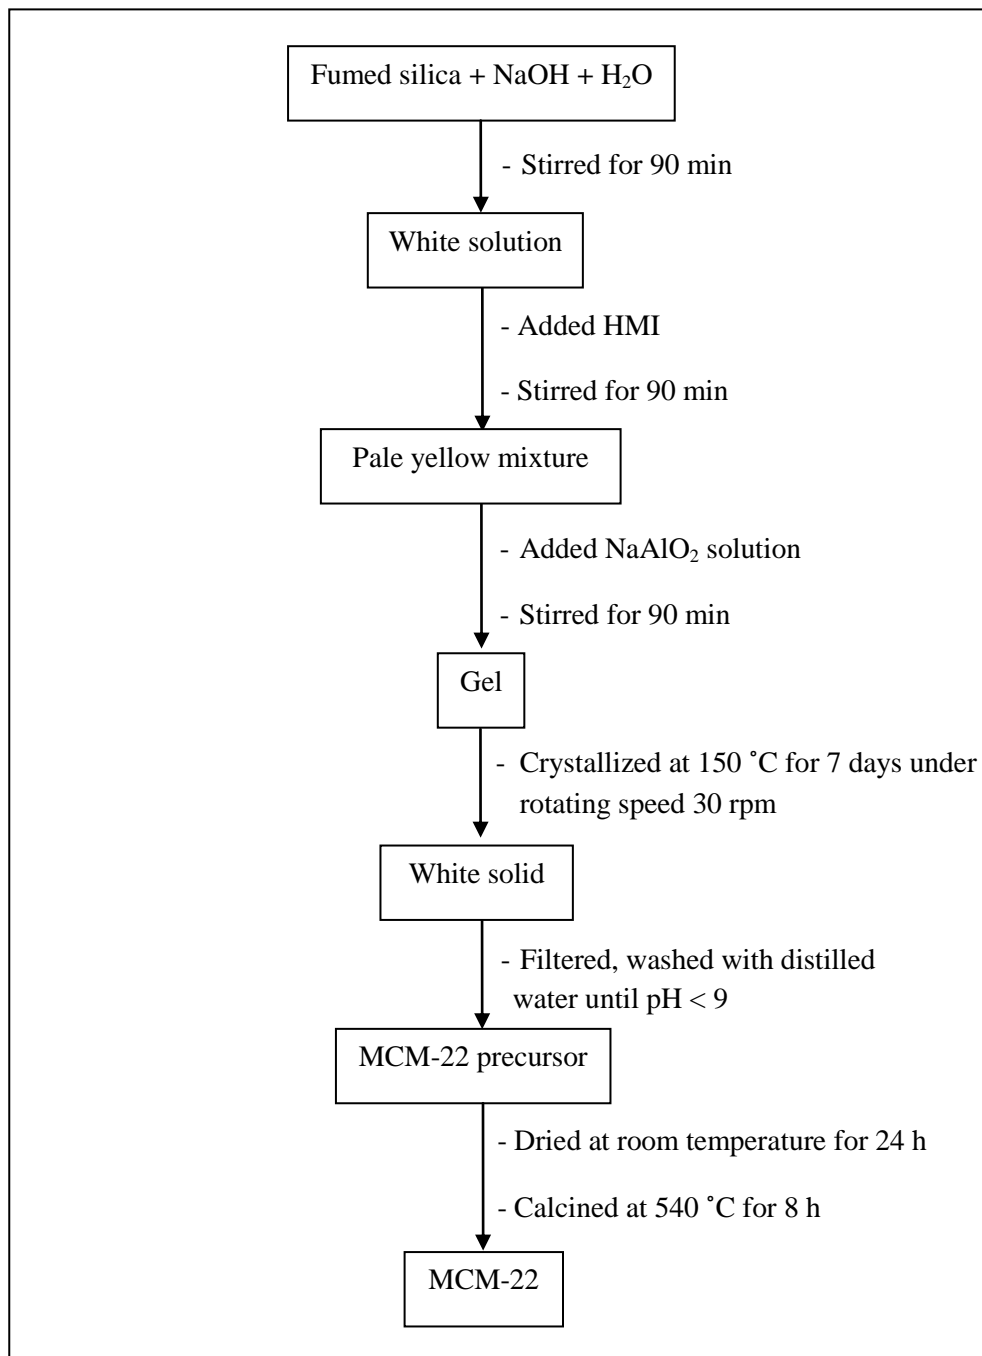 Fumed silica + NaOH + H₂O
- Stirred for 90 min
White solution
- Added HMI
- Stirred for 90 min
Pale yellow mixture
- Added NaAlO₂ solution
- Stirred for 90 min
Gel
- Crystallized at 150 ˚C for 7 days under
rotating speed 30 rpm
White solid
- Filtered, washed with distilled
water until pH < 9
MCM-22 precursor
- Dried at room temperature for 24 h
- Calcined at 540 ˚C for 8 h
MCM-22